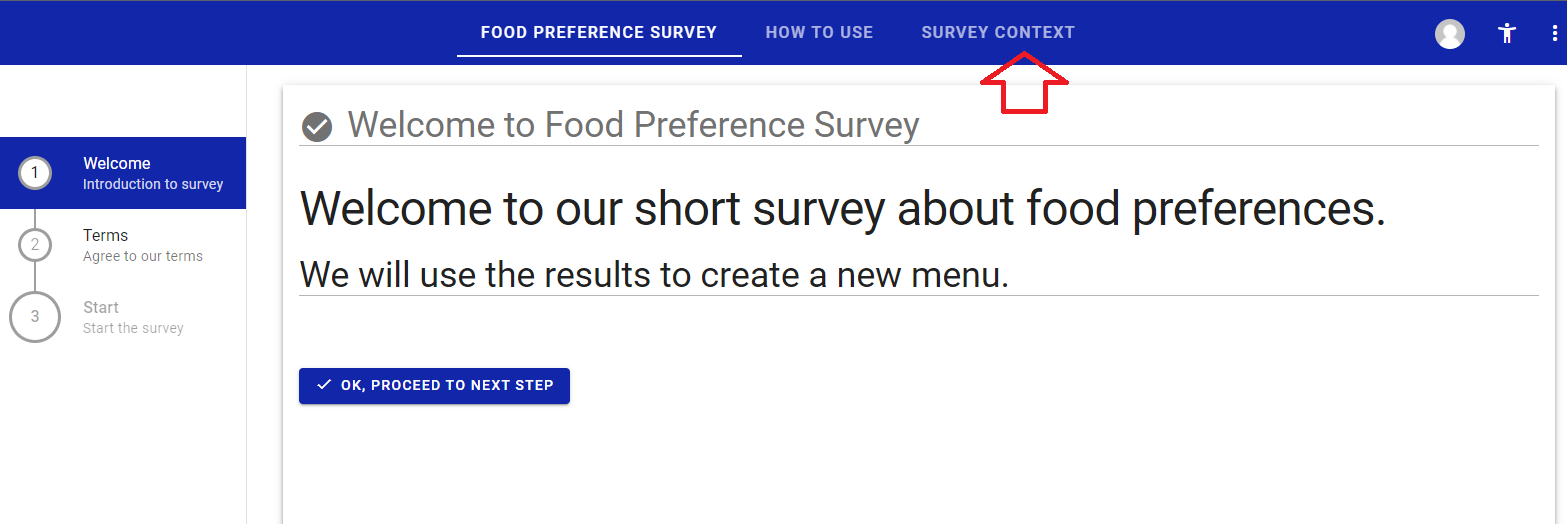 FOOD PREFERENCE SURVEY
HOW TO USE
SURVEY CONTEXT
1
Welcome
Introduction to survey
2
Terms
Agree to our terms
3
Start
Start the survey
Welcome to Food Preference Survey
Welcome to our short survey about food preferences.
We will use the results to create a new menu.
OK, PROCEED TO NEXT STEP